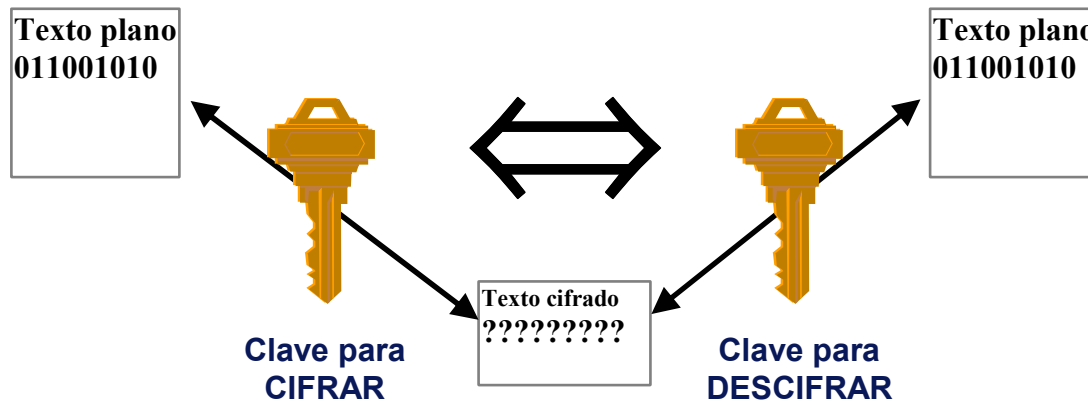 Texto plano
011001010
Texto plano
011001010
Texto cifrado
?????????
Clave para
CIFRAR
Clave para
DESCIFRAR